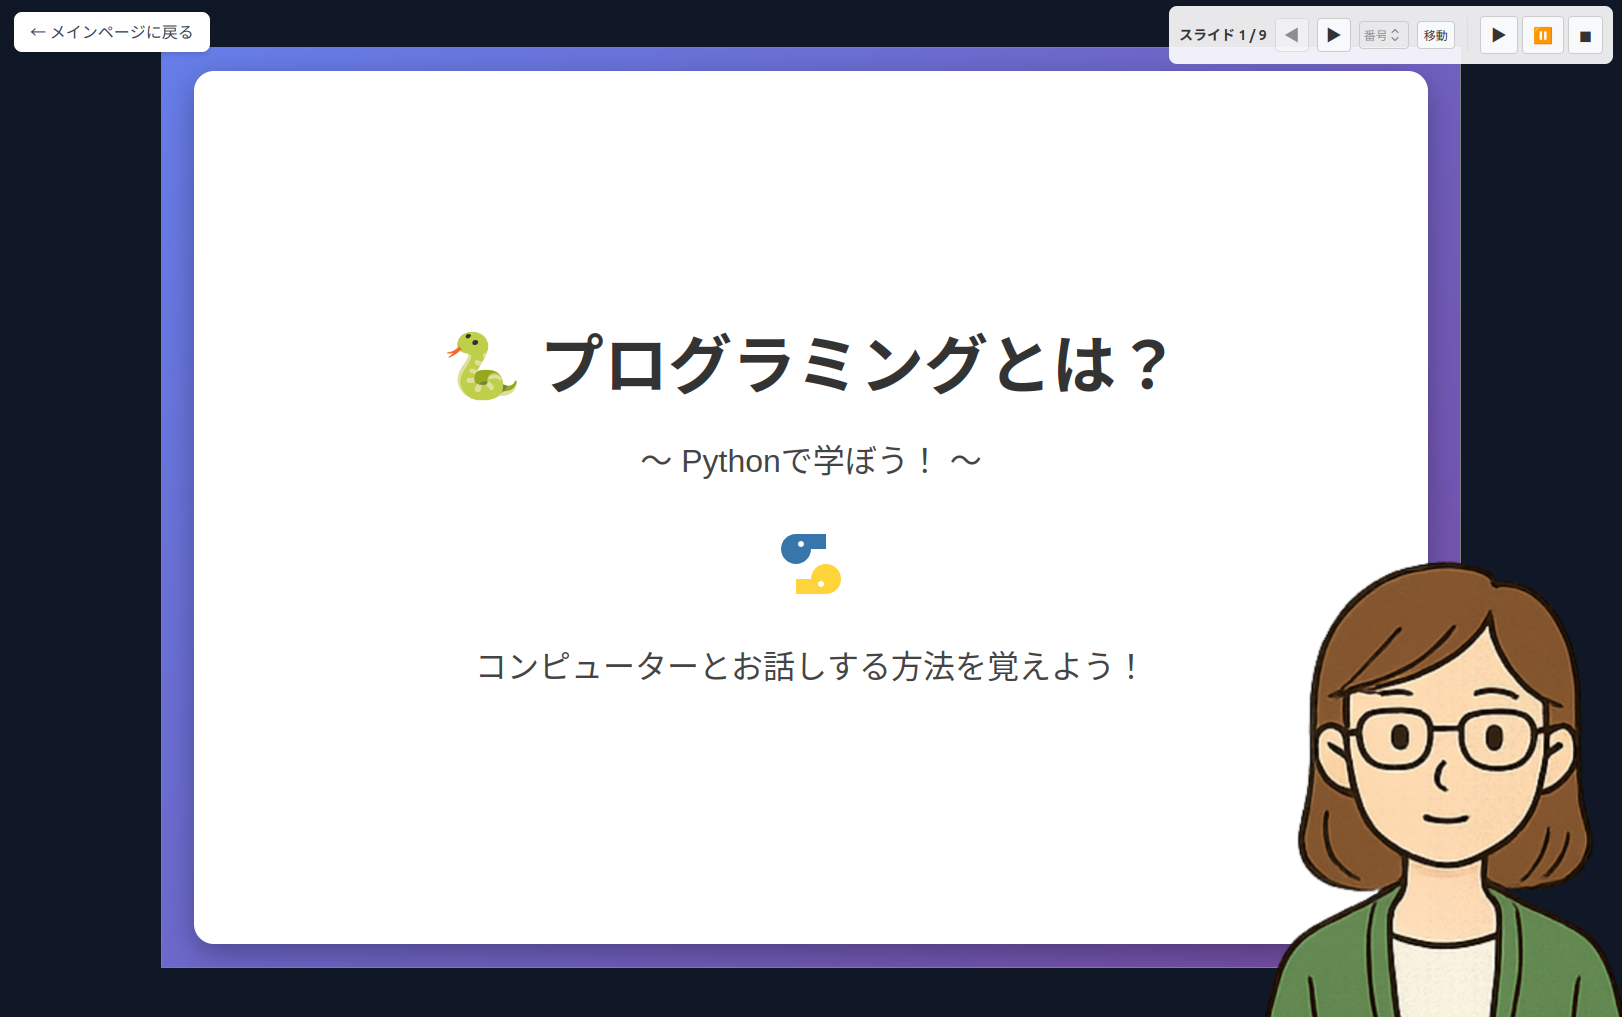 ← メインページに戻る
スライド 1 / 9 ◀ ▶ 番号 移動 ▶ ⏸ ■
🐍 プログラミングとは？
～ Pythonで学ぼう！ ～
コンピューターとお話しする方法を覚えよう！